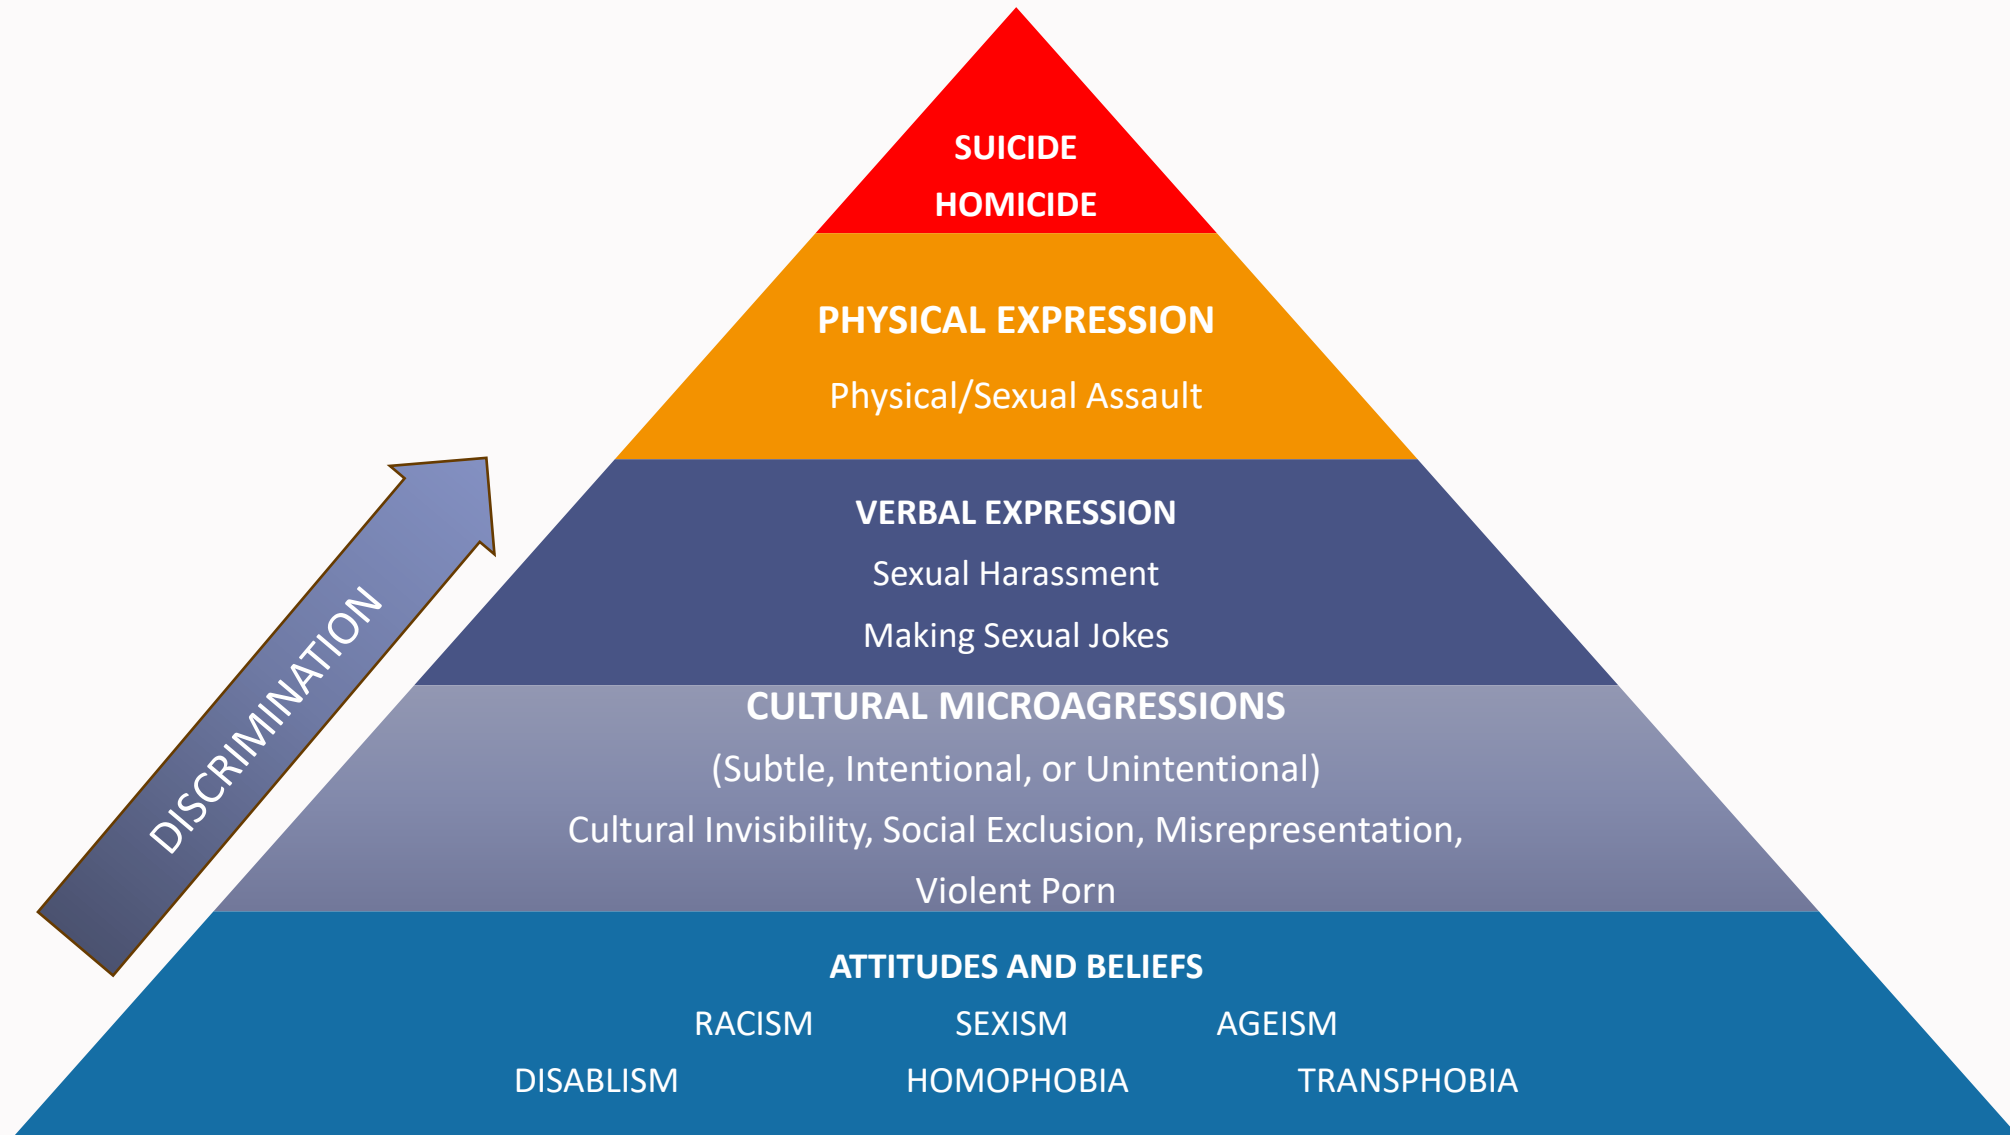 SUICIDE
HOMICIDE
PHYSICAL EXPRESSION
Physical/Sexual Assault
VERBAL EXPRESSION
Sexual Harassment
Making Sexual Jokes
CULTURAL MICROAGRESSIONS
(Subtle, Intentional, or Unintentional)
Cultural Invisibility, Social Exclusion, Misrepresentation,
Violent Porn
ATTITUDES AND BELIEFS
RACISM SEXISM AGEISM
DISABLISM HOMOPHOBIA TRANSPHOBIA
DISCRIMINATION